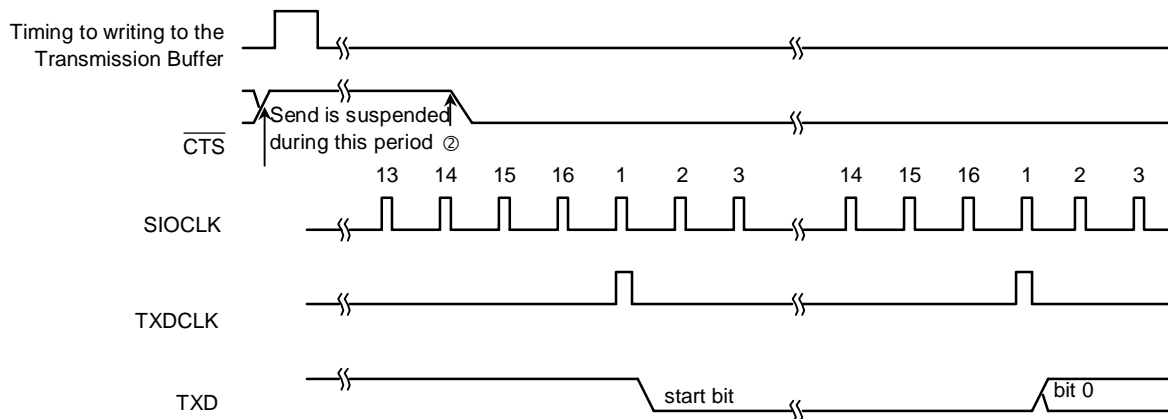 Timing to writing to the
Transmission Buffer
Send is suspended
during this period ②
CTS
13 14 15 16 1 2 3 14 15 16 1 2 3
SIOCLK
TXDCLK
start bit bit 0
TXD